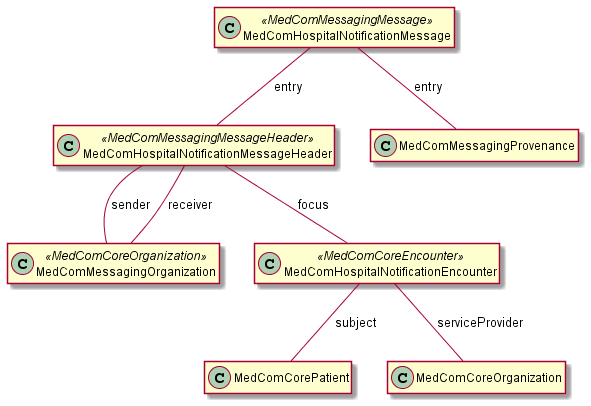 C
«MedComMessagingMessage»
MedComHospitalNotificationMessage
entry
entry
C
«MedComMessagingMessageHeader»
MedComHospitalNotificationMessageHeader
C
MedComMessagingProvenance
sender
receiver
focus
C
«MedComCoreOrganization»
MedComMessagingOrganization
C
«MedComCoreEncounter»
MedComHospitalNotificationEncounter
subject
serviceProvider
C
MedComCorePatient
C
MedComCoreOrganization